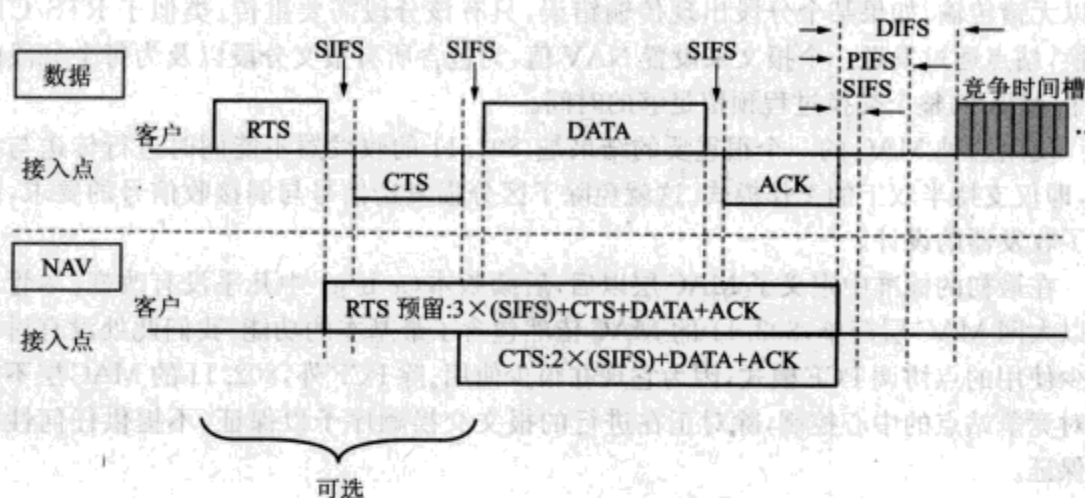 SIFS SIFS SIFS DIFS
PIFS
SIFS
数据
竞争时间槽
客户 RTS DATA
接入点 CTS ACK
NAV
客户 RTS 预留:3×(SIFS)+CTS+DATA+ACK
接入点 CTS:2×(SIFS)+DATA+ACK
可选